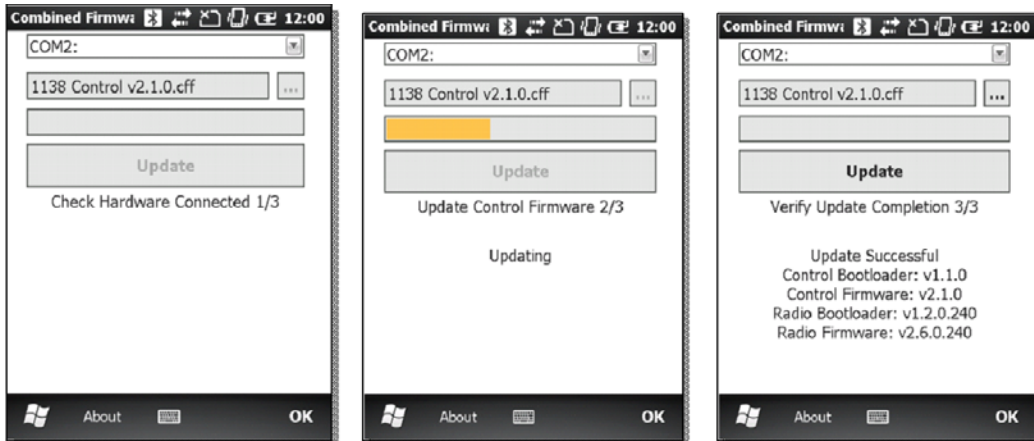 Combined Firmwa 12:00
COM2:
1138 Control v2.1.0.cff ...
Update
Check Hardware Connected 1/3
About OK
Combined Firmwa 12:00
COM2:
1138 Control v2.1.0.cff ...
Update
Update Control Firmware 2/3
Updating
About OK
Combined Firmwa 12:00
COM2:
1138 Control v2.1.0.cff ...
Update
Verify Update Completion 3/3
Update Successful
Control Bootloader: v1.1.0
Control Firmware: v2.1.0
Radio Bootloader: v1.2.0.240
Radio Firmware: v2.6.0.240
About OK